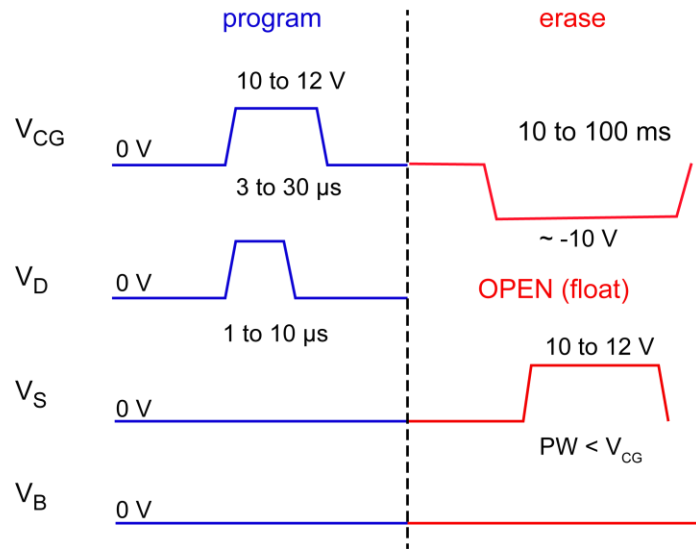 program erase
10 to 12 V
V_CG 0 V 10 to 100 ms
3 to 30 µs
~ -10 V
V_D 0 V OPEN (float)
1 to 10 µs
10 to 12 V
V_S 0 V
PW < V_CG
V_B 0 V